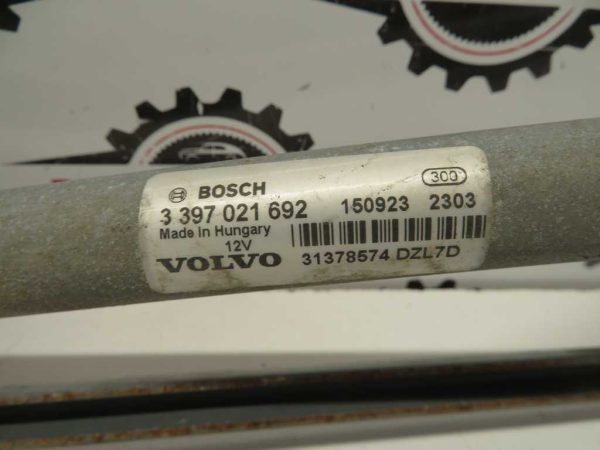 BOSCH 300
3 397 021 692 150923 2303
Made in Hungary
12V
VOLVO 31378574 DZL7D